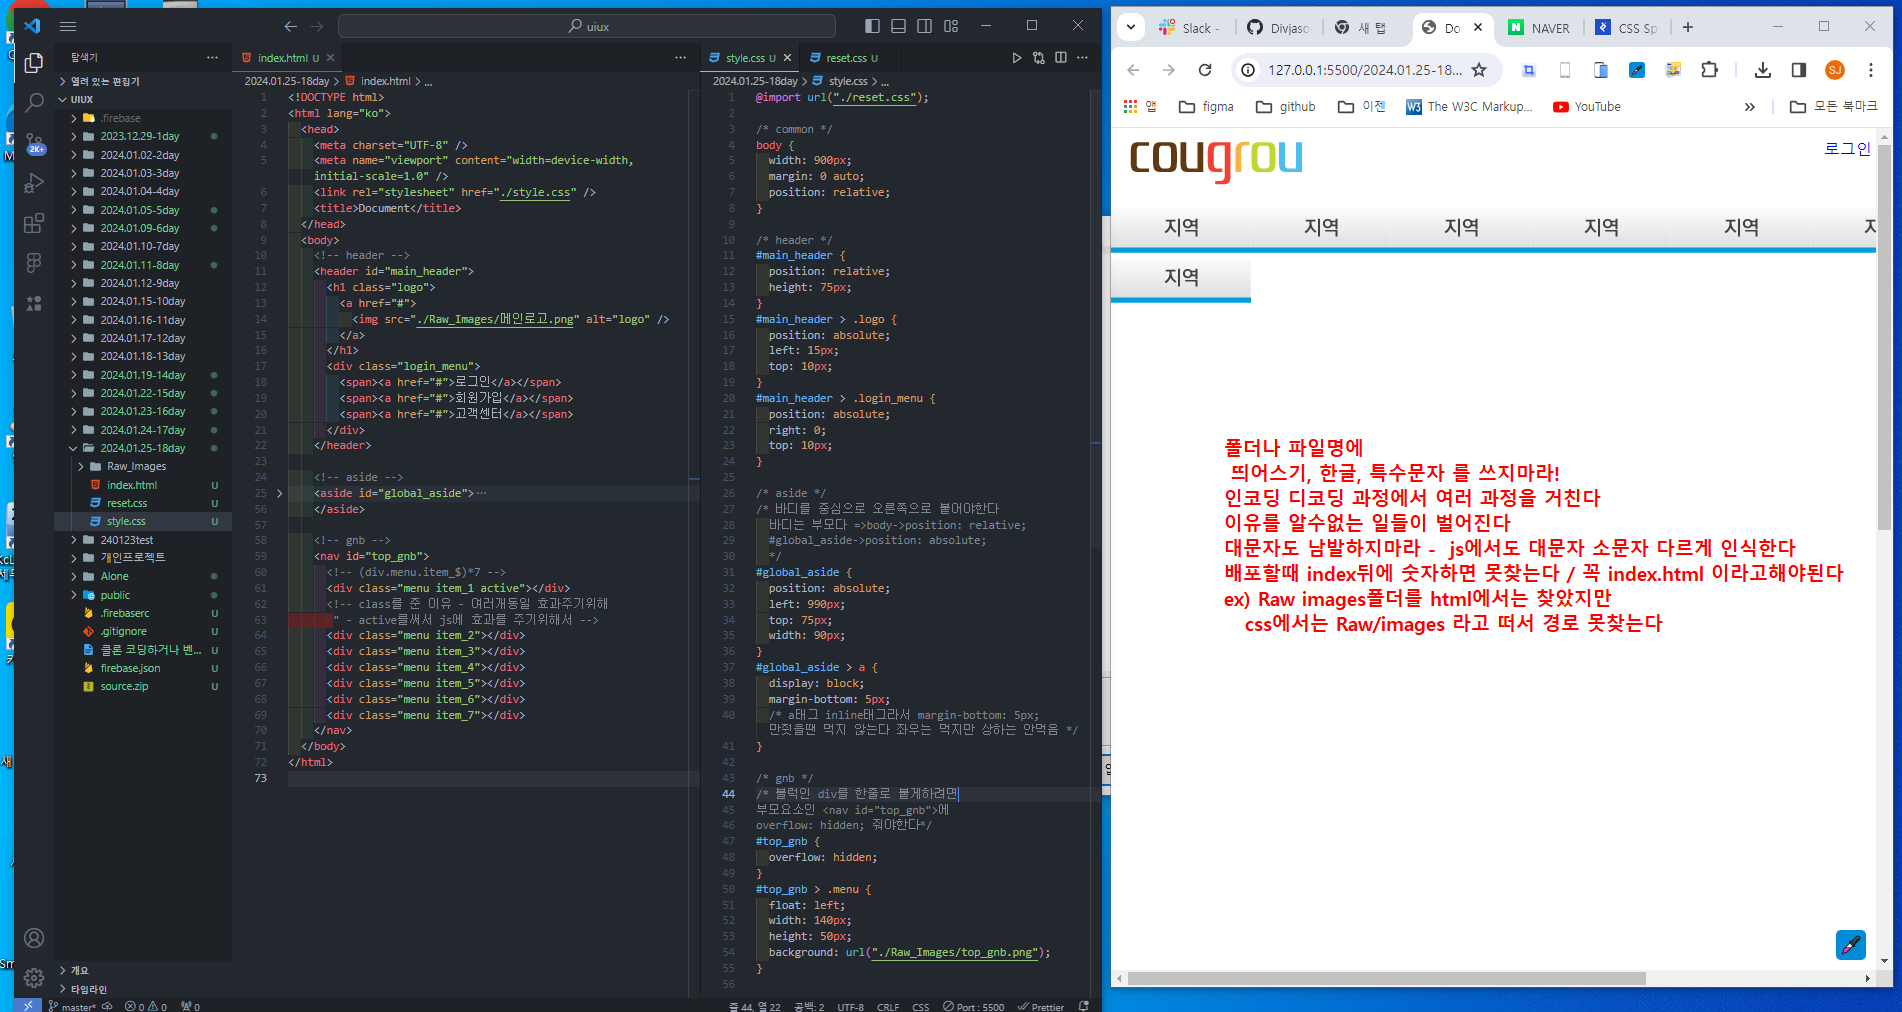 uiux
탐색기
열려 있는 편집기
UIUX
.firebase
2023.12.29-1day
2024.01.02-2day
2024.01.03-3day
2024.01.04-4day
2024.01.05-5day
2024.01.09-6day
2024.01.10-7day
2024.01.11-8day
2024.01.12-9day
2024.01.15-10day
2024.01.16-11day
2024.01.17-12day
2024.01.18-13day
2024.01.19-14day
2024.01.22-15day
2024.01.23-16day
2024.01.24-17day
2024.01.25-18day
Raw_Images
index.html U
reset.css U
style.css U
240123test
개인프로젝트
Alone
public
.firebaserc U
.gitignore U
클론 코딩하거나 벤... U
firebase.json U
source.zip U
개요
타임라인
2K+
index.html U
2024.01.25-18day > index.html > ...
1 <!DOCTYPE html>
2 <html lang="ko">
3 <head>
4 <meta charset="UTF-8" />
5 <meta name="viewport" content="width=device-width,
initial-scale=1.0" />
6 <link rel="stylesheet" href="./style.css" />
7 <title>Document</title>
8 </head>
9 <body>
10 <!-- header -->
11 <header id="main_header">
12 <h1 class="logo">
13 <a href="#">
14 <img src="./Raw_Images/메인로고.png" alt="logo" />
15 </a>
16 </h1>
17 <div class="login_menu">
18 <span><a href="#">로그인</a></span>
19 <span><a href="#">회원가입</a></span>
20 <span><a href="#">고객센터</a></span>
21 </div>
22 </header>
23
24 <!-- aside -->
25 <aside id="global_aside">···
56 </aside>
57
58 <!-- gnb -->
59 <nav id="top_gnb">
60 <!-- (div.menu.item_$)*7 -->
61 <div class="menu item_1 active"></div>
62 <!-- class를 준 이유 - 여러개동일 효과주기위해
63 " - active를써서 js에 효과를 주기위해서 -->
64 <div class="menu item_2"></div>
65 <div class="menu item_3"></div>
66 <div class="menu item_4"></div>
67 <div class="menu item_5"></div>
68 <div class="menu item_6"></div>
69 <div class="menu item_7"></div>
70 </nav>
71 </body>
72 </html>
73
style.css U
reset.css U
2024.01.25-18day > style.css > ...
1 @import url("./reset.css");
2
3 /* common */
4 body {
5 width: 900px;
6 margin: 0 auto;
7 position: relative;
8 }
9
10 /* header */
11 #main_header {
12 position: relative;
13 height: 75px;
14 }
15 #main_header > .logo {
16 position: absolute;
17 left: 15px;
18 top: 10px;
19 }
20 #main_header > .login_menu {
21 position: absolute;
22 right: 0;
23 top: 10px;
24 }
25
26 /* aside */
27 /* 바디를 중심으로 오른쪽으로 붙어야한다
28 바디는 부모다 =>body->position: relative;
29 #global_aside->position: absolute;
30 */
31 #global_aside {
32 position: absolute;
33 left: 990px;
34 top: 75px;
35 width: 90px;
36 }
37 #global_aside > a {
38 display: block;
39 margin-bottom: 5px;
40 /* a태그 inline태그라서 margin-bottom: 5px;
만젓을땐 먹지 않는다 좌우는 먹지만 상하는 안먹음 */
41 }
42
43 /* gnb */
44 /* 블럭인 div를 한줄로 붙게하려면
45 부모요소인 <nav id="top_gnb">에
46 overflow: hidden; 줘야한다*/
47 #top_gnb {
48 overflow: hidden;
49 }
50 #top_gnb > .menu {
51 float: left;
52 width: 140px;
53 height: 50px;
54 background: url("./Raw_Images/top_gnb.png");
55 }
56
master* 0 0 0 줄 44, 열 22 공백: 2 UTF-8 CRLF CSS Port : 5500 Prettier
Slack - Divjaso 새 탭 Do NAVER CSS Sp
127.0.0.1:5500/2024.01.25-18...
SJ
앱 figma github 이젠 The W3C Markup... YouTube 모든 북마크
cougrou
로그인
지역 지역 지역 지역 지역
지역
폴더나 파일명에
띄어스기, 한글, 특수문자 를 쓰지마라!
인코딩 디코딩 과정에서 여러 과정을 거친다
이유를 알수없는 일들이 벌어진다
대문자도 남발하지마라 - js에서도 대문자 소문자 다르게 인식한다
배포할때 index뒤에 숫자하면 못찾는다 / 꼭 index.html 이라고해야된다
ex) Raw images폴더를 html에서는 찾았지만
css에서는 Raw/images 라고 떠서 경로 못찾는다